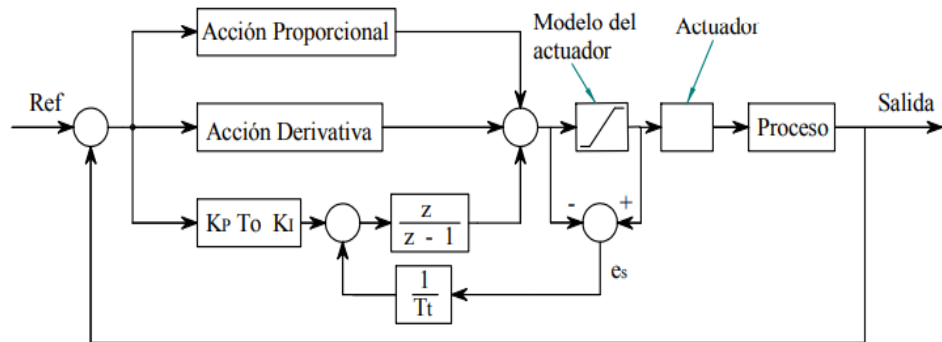 Modelo del
actuador
Actuador
Acción Proporcional
Ref
Acción Derivativa
Proceso
Salida
KP To KI
z
z - 1
- +
es
1
Tt